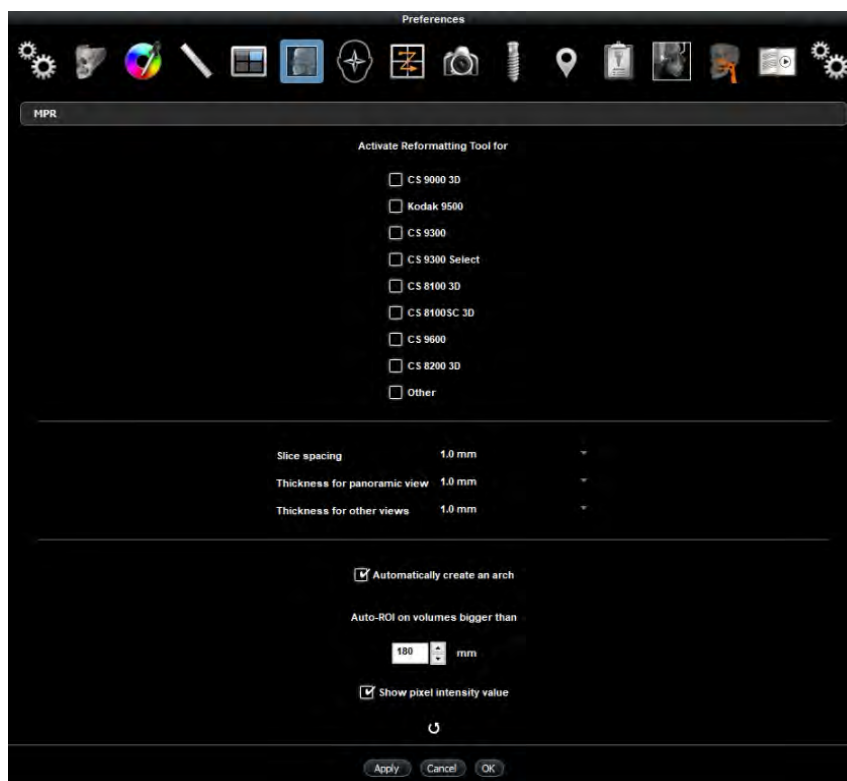 Preferences
MPR
Activate Reformatting Tool for
CS 9000 3D
Kodak 9500
CS 9300
CS 9300 Select
CS 8100 3D
CS 8100SC 3D
CS 9600
CS 8200 3D
Other
Slice spacing 1.0 mm
Thickness for panoramic view 1.0 mm
Thickness for other views 1.0 mm
Automatically create an arch
Auto-ROI on volumes bigger than
180 mm
Show pixel intensity value
Apply Cancel OK